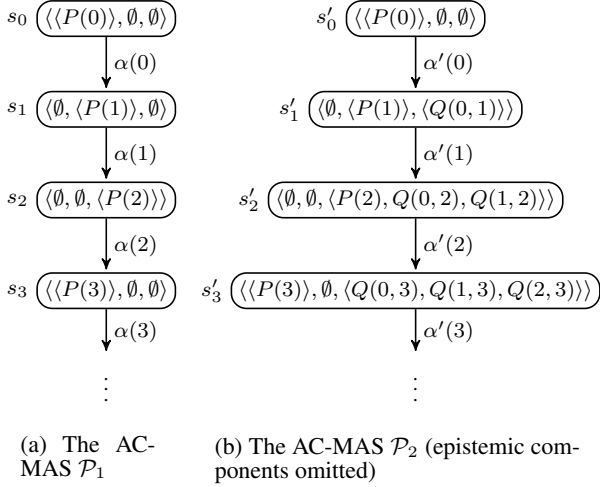 s₀ ⟨⟨P(0)⟩, ∅, ∅⟩
α(0)
s₁ ⟨∅, ⟨P(1)⟩, ∅⟩
α(1)
s₂ ⟨∅, ∅, ⟨P(2)⟩⟩
α(2)
s₃ ⟨⟨P(3)⟩, ∅, ∅⟩
α(3)
⋮
(a) The AC-
MAS 𝒫₁
s′₀ ⟨⟨P(0)⟩, ∅, ∅⟩
α′(0)
s′₁ ⟨∅, ⟨P(1)⟩, ⟨Q(0, 1)⟩⟩
α′(1)
s′₂ ⟨∅, ∅, ⟨P(2), Q(0, 2), Q(1, 2)⟩⟩
α′(2)
s′₃ ⟨⟨P(3)⟩, ∅, ⟨Q(0, 3), Q(1, 3), Q(2, 3)⟩⟩
α′(3)
⋮
(b) The AC-MAS 𝒫₂ (epistemic com-
ponents omitted)